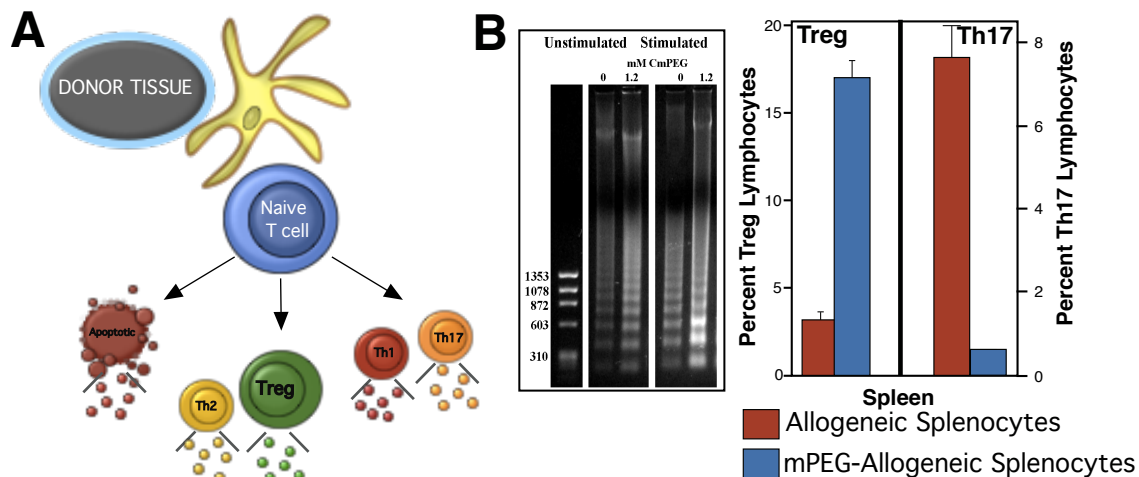 A
DONOR TISSUE
Naive
T cell
Apoptotic
Th1
Th17
Th2
Treg
B
Unstimulated Stimulated
mM CmPEG
0 1.2 0 1.2
1353
1078
872
603
310
Treg
Th17
Percent Treg Lymphocytes
20
15
10
5
0
Percent Th17 Lymphocytes
8
6
4
2
0
Spleen
Allogeneic Splenocytes
mPEG-Allogeneic Splenocytes